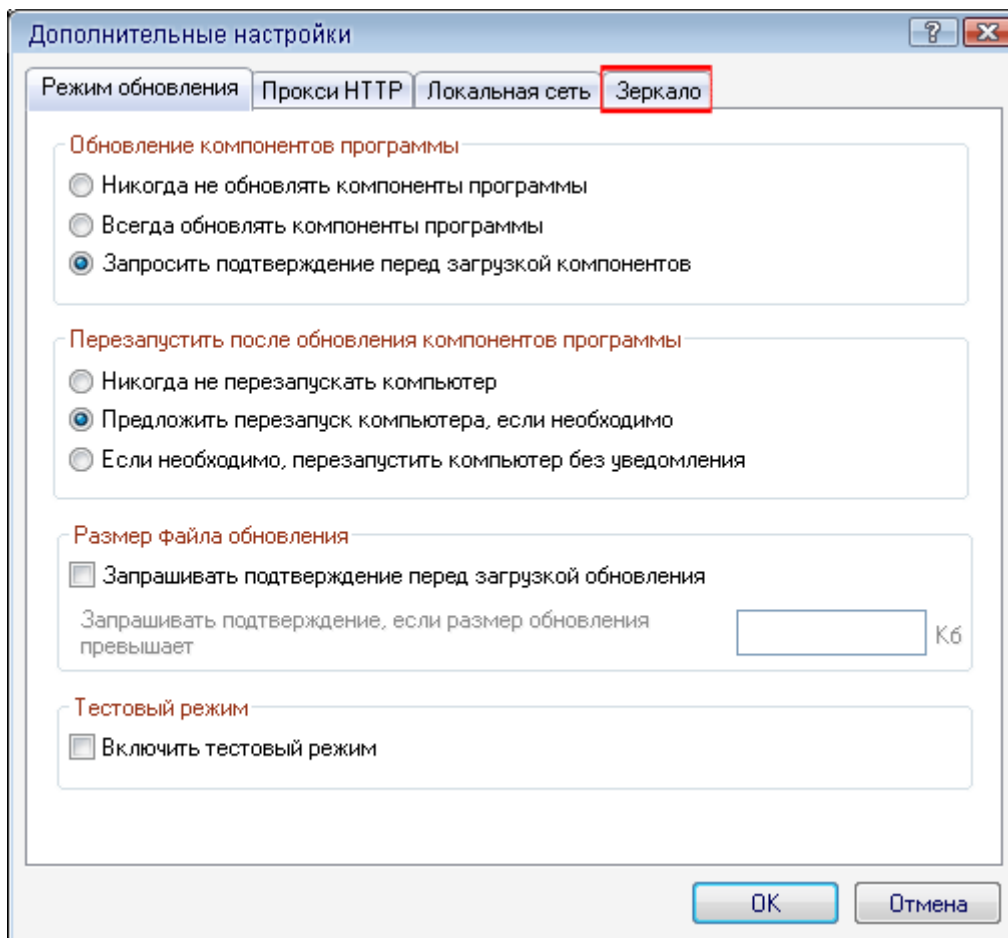 Дополнительные настройки
Режим обновления Прокси HTTP Локальная сеть Зеркало
Обновление компонентов программы
Никогда не обновлять компоненты программы
Всегда обновлять компоненты программы
Запросить подтверждение перед загрузкой компонентов
Перезапустить после обновления компонентов программы
Никогда не перезапускать компьютер
Предложить перезапуск компьютера, если необходимо
Если необходимо, перезапустить компьютер без уведомления
Размер файла обновления
Запрашивать подтверждение перед загрузкой обновления
Запрашивать подтверждение, если размер обновления
превышает Кб
Тестовый режим
Включить тестовый режим
OK Отмена